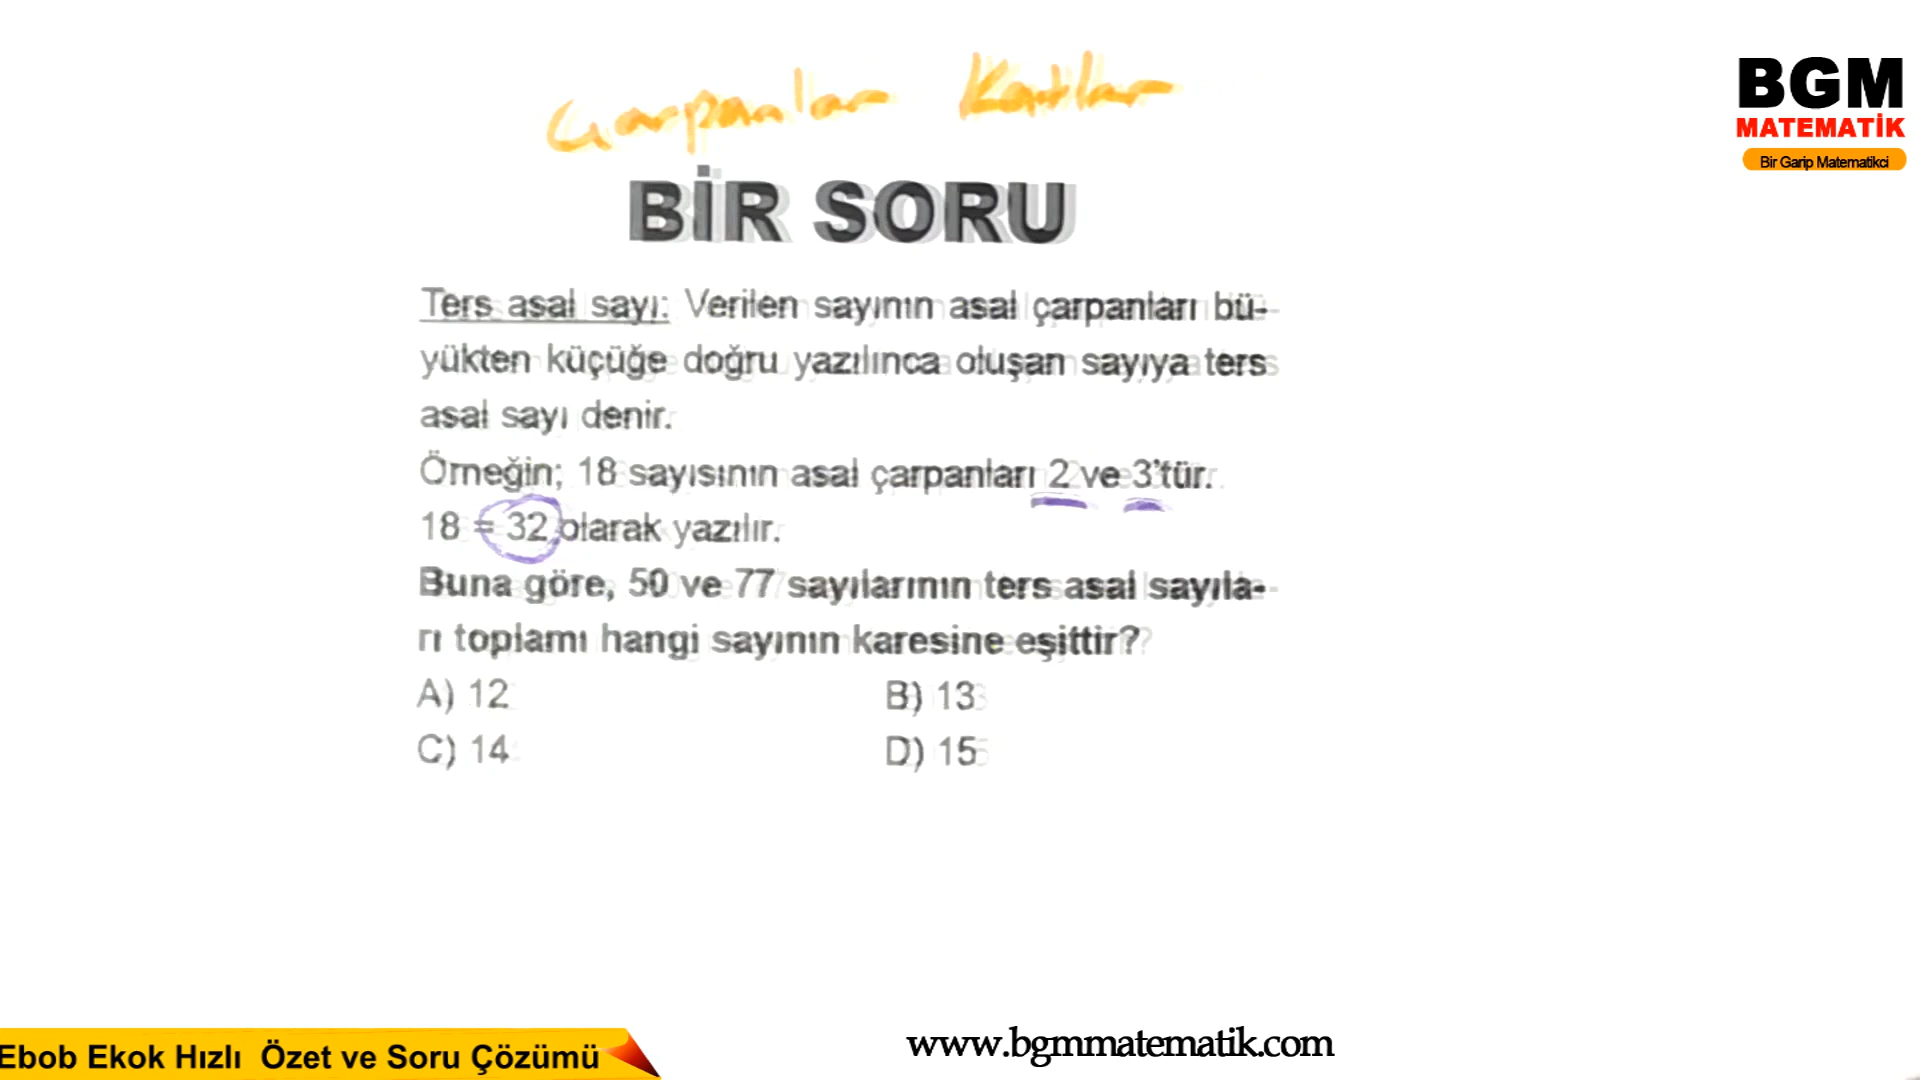 Çarpanlar Katlar
BGM
MATEMATİK
Bir Garip Matematikci
BİR SORU
Ters asal sayı: Verilen sayının asal çarpanları bü-
yükten küçüğe doğru yazılınca oluşan sayıya ters
asal sayı denir.
Örneğin; 18 sayısının asal çarpanları 2 ve 3'tür.
18 = 32 olarak yazılır.
Buna göre, 50 ve 77 sayılarının ters asal sayıla-
rı toplamı hangi sayının karesine eşittir?
A) 12 B) 13
C) 14 D) 15
Ebob Ekok Hızlı Özet ve Soru Çözümü
www.bgmmatematik.com